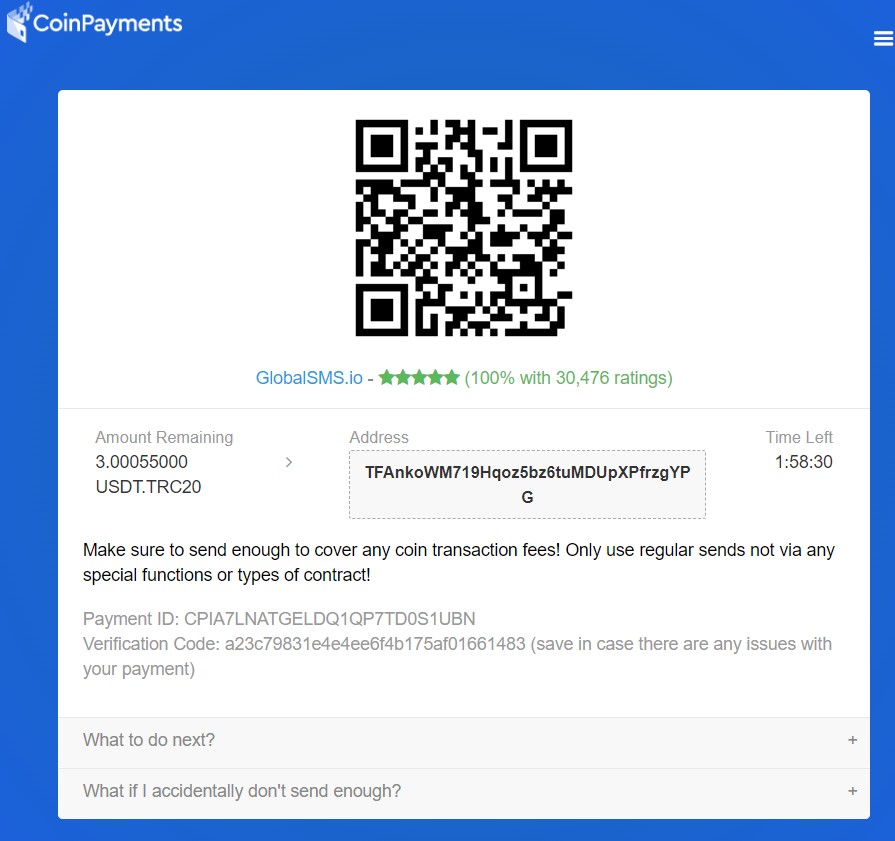 CoinPayments
GlobalSMS.io - ★★★★★ (100% with 30,476 ratings)
Amount Remaining
3.00055000
USDT.TRC20
Address
TFAnkoWM719Hqoz5bz6tuMDUpXPfrzgYP
G
Time Left
1:58:30
Make sure to send enough to cover any coin transaction fees! Only use regular sends not via any
special functions or types of contract!
Payment ID: CPIA7LNATGELDQ1QP7TD0S1UBN
Verification Code: a23c79831e4e4ee6f4b175af01661483 (save in case there are any issues with
your payment)
What to do next?
+
What if I accidentally don't send enough?
+